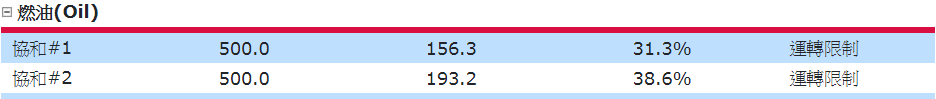 燃油(Oil)
協和#1 500.0 156.3 31.3% 運轉限制
協和#2 500.0 193.2 38.6% 運轉限制